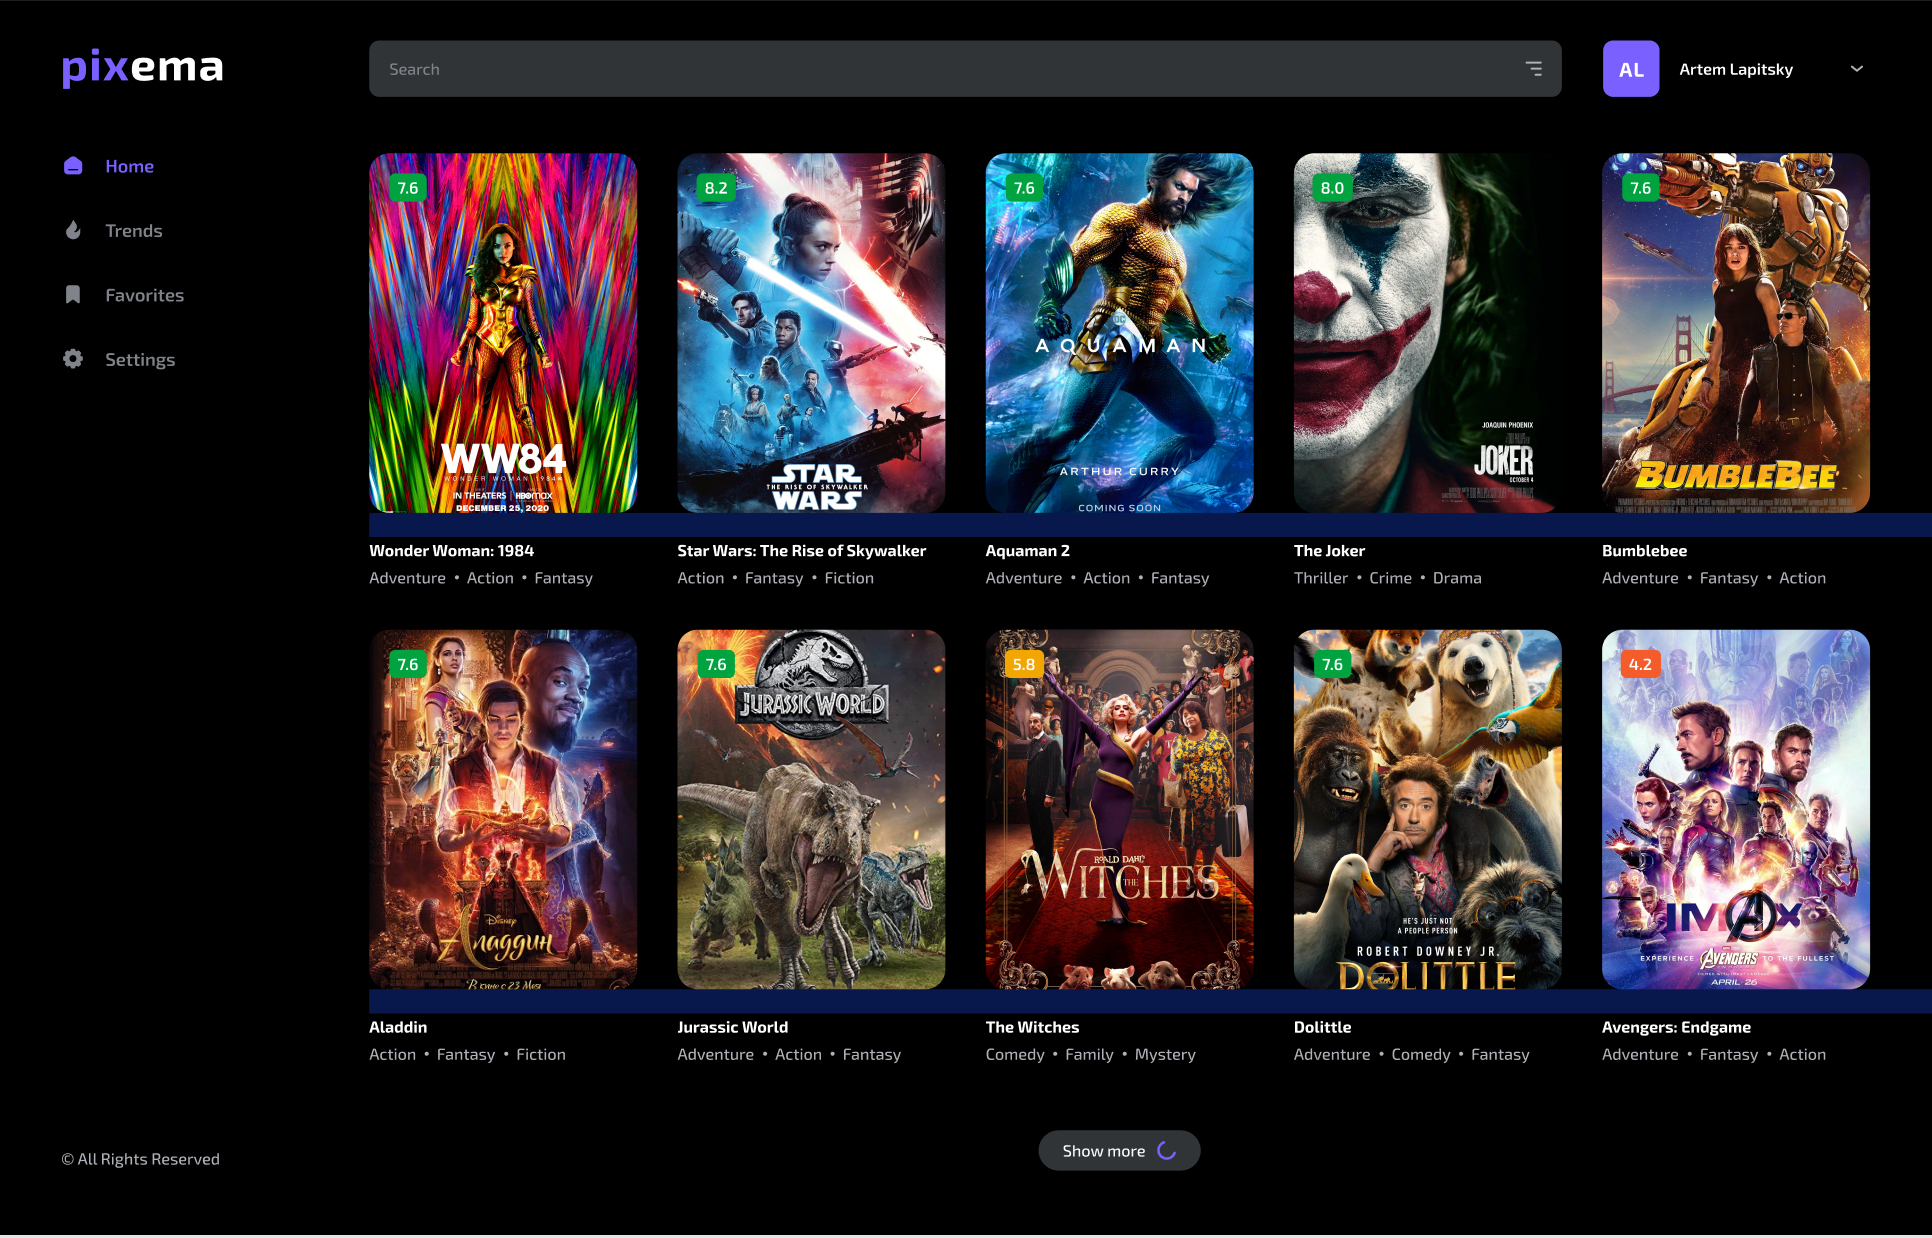 pixema
Search
AL
Artem Lapitsky
Home
Trends
Favorites
Settings
7.6
WW84
WONDER WOMAN 1984
IN THEATERS | HBO max
DECEMBER 25, 2020
8.2
STAR
THE RISE OF SKYWALKER
WARS
7.6
DC
AQUAMAN
ARTHUR CURRY
COMING SOON
8.0
JOAQUIN PHOENIX
JOKER
OCTOBER 4
7.6
BUMBLEBEE
Wonder Woman: 1984
Adventure • Action • Fantasy
Star Wars: The Rise of Skywalker
Action • Fantasy • Fiction
Aquaman 2
Adventure • Action • Fantasy
The Joker
Thriller • Crime • Drama
Bumblebee
Adventure • Fantasy • Action
7.6
DISNEY
Аладдин
В кино с 23 мая
7.6
JURASSIC WORLD
5.8
ROALD DAHL'S
THE
WITCHES
7.6
HE'S JUST NOT
A PEOPLE PERSON
ROBERT DOWNEY JR.
DOLITTLE
4.2
IMAX
EXPERIENCE AVENGERS TO THE FULLEST
APRIL 26
Aladdin
Action • Fantasy • Fiction
Jurassic World
Adventure • Action • Fantasy
The Witches
Comedy • Family • Mystery
Dolittle
Adventure • Comedy • Fantasy
Avengers: Endgame
Adventure • Fantasy • Action
Show more
© All Rights Reserved